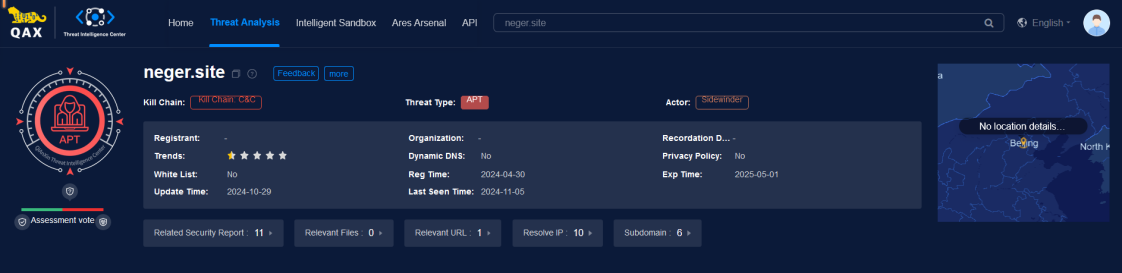 QAX Threat Intelligence Center Home Threat Analysis Intelligent Sandbox Ares Arsenal API neger.site English
neger.site Feedback more
Kill Chain: Kill Chain: C&C Threat Type: APT Actor: Sidewinder
APT
Registrant: - Organization: - Recordation D... -
Trends: Dynamic DNS: No Privacy Policy: No
White List: No Reg Time: 2024-04-30 Exp Time: 2025-05-01
Update Time: 2024-10-29 Last Seen Time: 2024-11-05
Assessment vote
Related Security Report : 11 Relevant Files : 0 Relevant URL : 1 Resolve IP : 10 Subdomain : 6
a
No location details...
Beijing North K